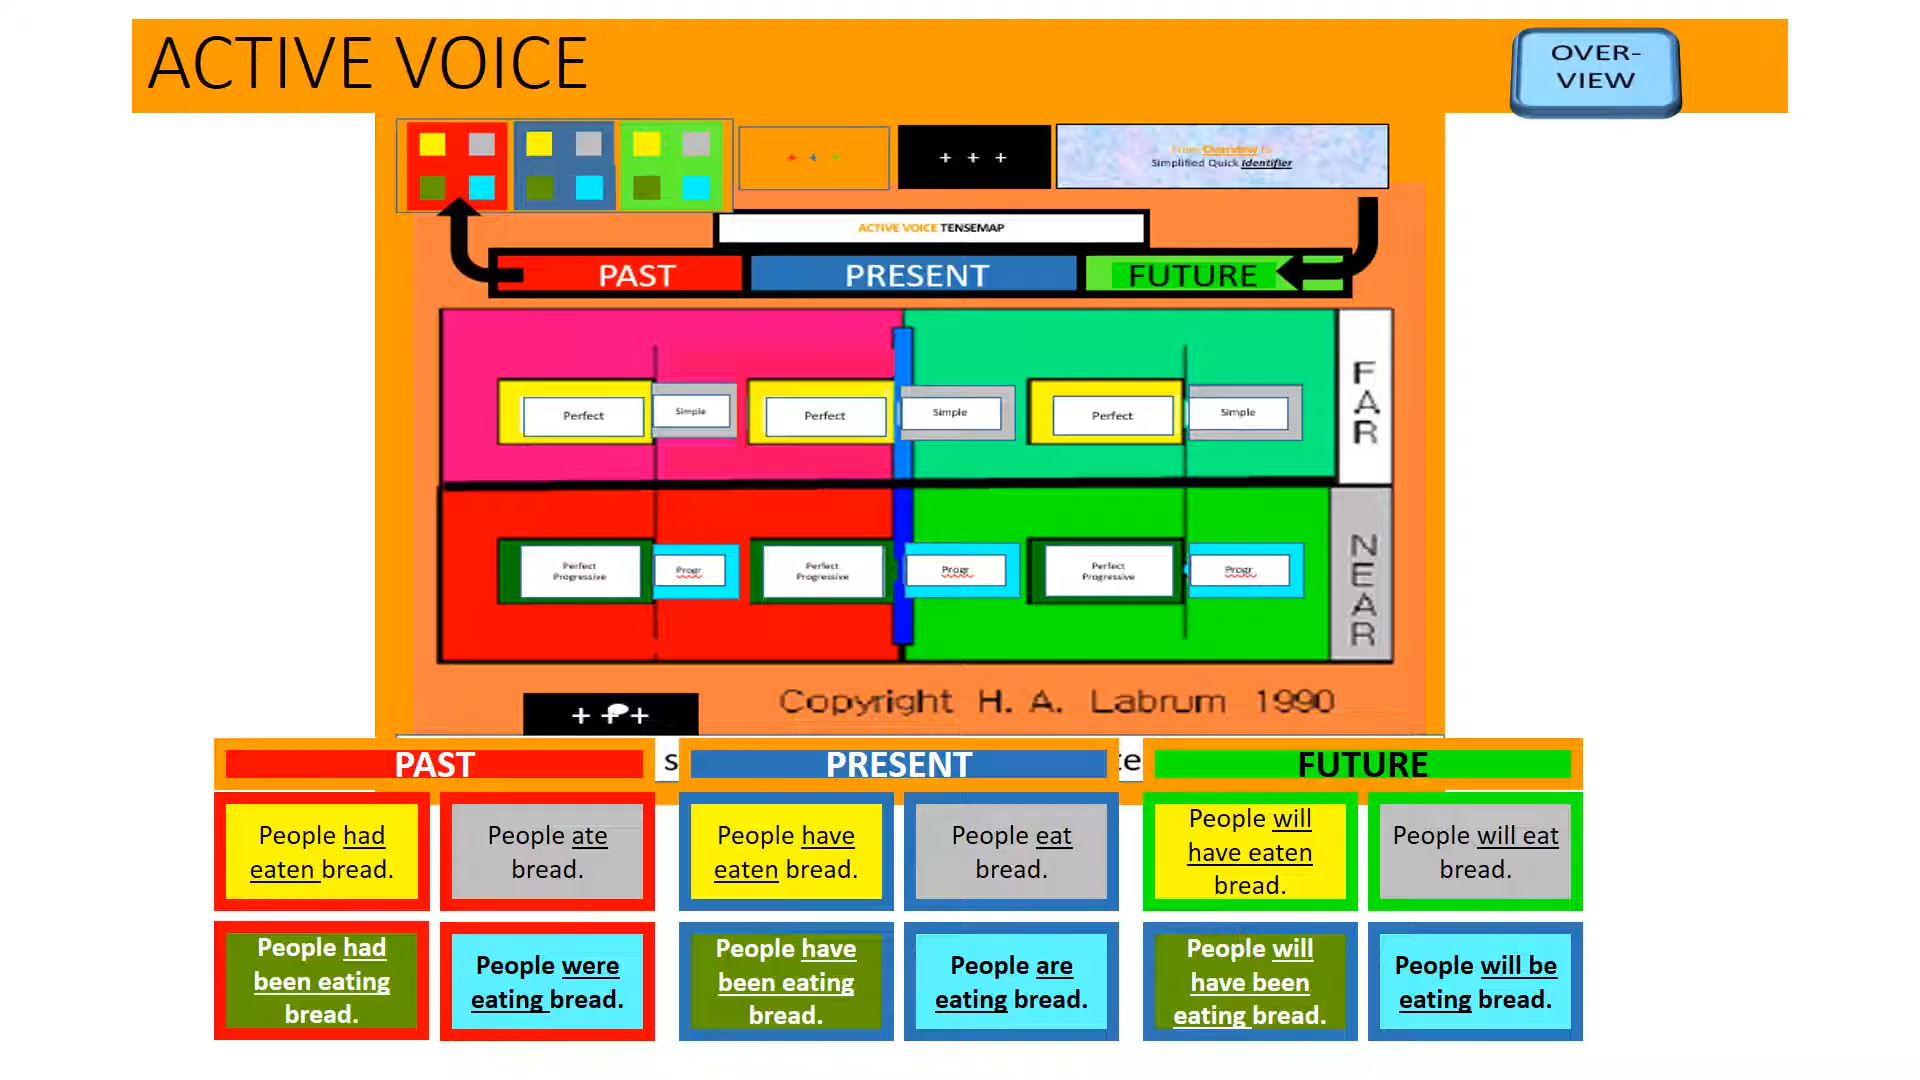 ACTIVE VOICE
OVER-
VIEW
+ + +
+ + +
From Overview to
Simplified Quick Identifier
ACTIVE VOICE TENSEMAP
PAST
PRESENT
FUTURE
Perfect
Simple
Perfect
Simple
Perfect
Simple
FAR
Perfect
Progressive
Progr
Perfect
Progressive
Progr
Perfect
Progressive
Progr
NEAR
+ + +
Copyright H. A. Labrum 1990
PAST
s
PRESENT
te
FUTURE
People had
eaten bread.
People ate
bread.
People have
eaten bread.
People eat
bread.
People will
have eaten
bread.
People will eat
bread.
People had
been eating
bread.
People were
eating bread.
People have
been eating
bread.
People are
eating bread.
People will
have been
eating bread.
People will be
eating bread.